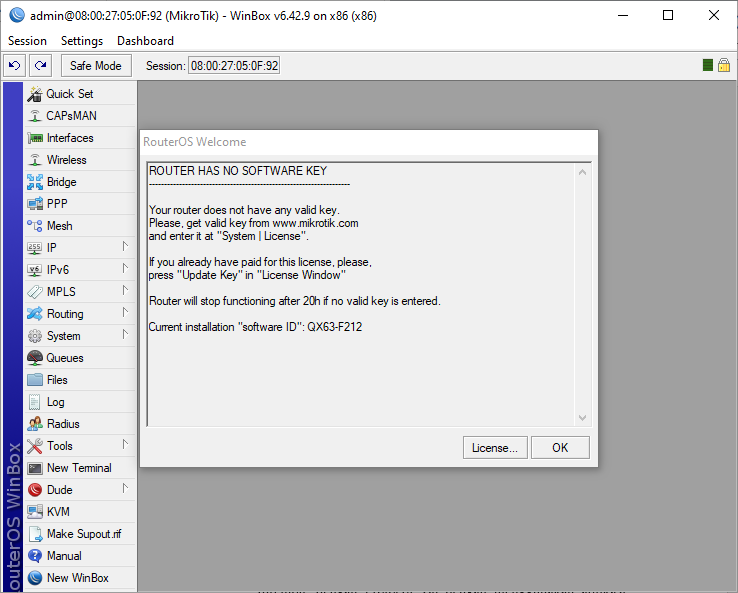 admin@08:00:27:05:0F:92 (MikroTik) - WinBox v6.42.9 on x86 (x86)
Session Settings Dashboard
Safe Mode Session: 08:00:27:05:0F:92
Quick Set
CAPsMAN
Interfaces
Wireless
Bridge
PPP
Mesh
IP
IPv6
MPLS
Routing
System
Queues
Files
Log
Radius
Tools
New Terminal
Dude
KVM
Make Supout.rif
Manual
New WinBox
outerOS WinBox
RouterOS Welcome
ROUTER HAS NO SOFTWARE KEY
-------------------------------------------------------------------
Your router does not have any valid key.
Please, get valid key from www.mikrotik.com
and enter it at "System | License".
If you already have paid for this license, please,
press "Update Key" in "License Window"
Router will stop functioning after 20h if no valid key is entered.
Current installation "software ID": QX63-F212
License... OK